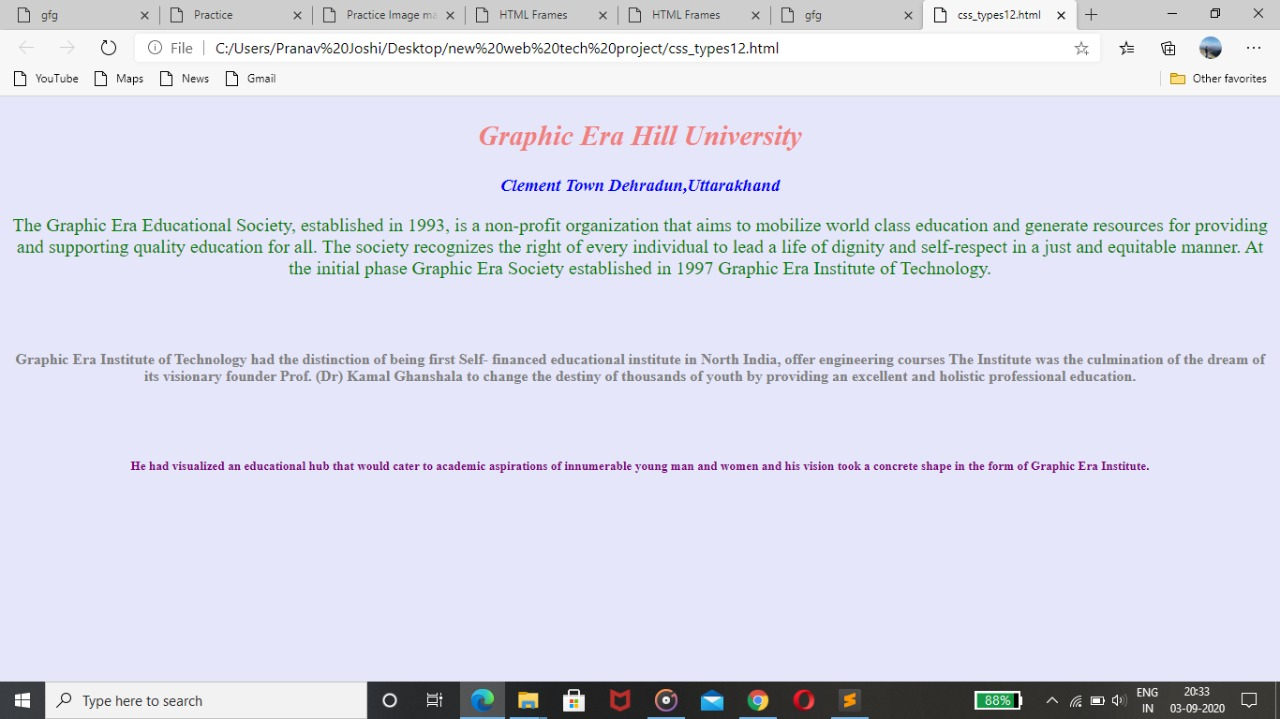 gfg
Practice
Practice Image ma
HTML Frames
HTML Frames
gfg
css_types12.html
File
C:/Users/Pranav%20Joshi/Desktop/new%20web%20tech%20project/css_types12.html
YouTube
Maps
News
Gmail
Other favorites
Graphic Era Hill University
Clement Town Dehradun,Uttarakhand
The Graphic Era Educational Society, established in 1993, is a non-profit organization that aims to mobilize world class education and generate resources for providing
and supporting quality education for all. The society recognizes the right of every individual to lead a life of dignity and self-respect in a just and equitable manner. At
the initial phase Graphic Era Society established in 1997 Graphic Era Institute of Technology.
Graphic Era Institute of Technology had the distinction of being first Self- financed educational institute in North India, offer engineering courses The Institute was the culmination of the dream of
its visionary founder Prof. (Dr) Kamal Ghanshala to change the destiny of thousands of youth by providing an excellent and holistic professional education.
He had visualized an educational hub that would cater to academic aspirations of innumerable young man and women and his vision took a concrete shape in the form of Graphic Era Institute.
Type here to search
88%
ENG
IN
20:33
03-09-2020